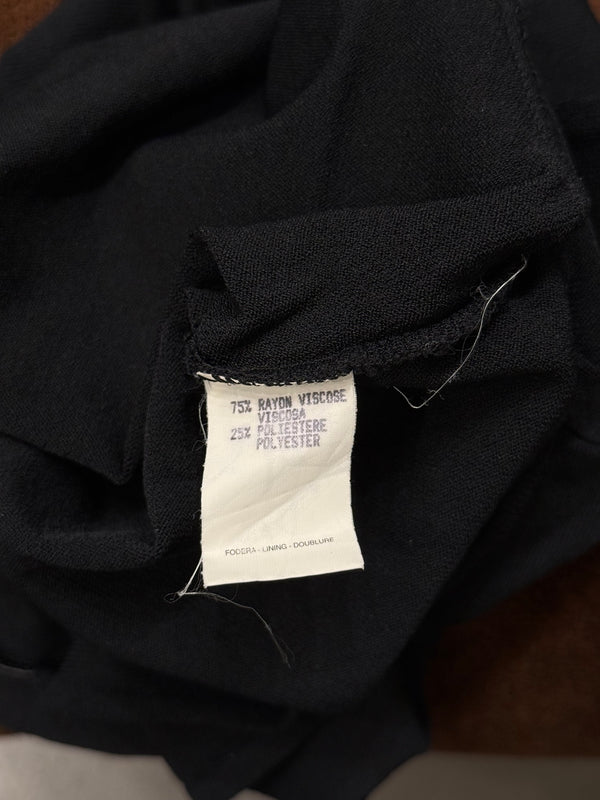 75% RAYON VISCOSE
VISCOSA
25% POLIESTERE
POLYESTER
FODERA - LINING - DOUBLURE